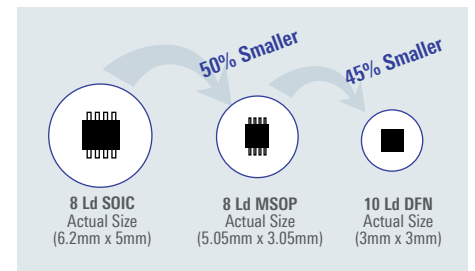 50% Smaller
45% Smaller
8 Ld SOIC
Actual Size
(6.2mm x 5mm)
8 Ld MSOP
Actual Size
(5.05mm x 3.05mm)
10 Ld DFN
Actual Size
(3mm x 3mm)